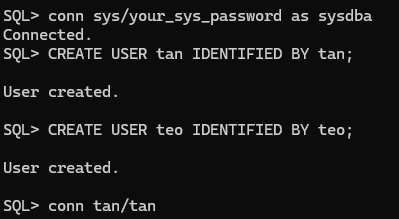 SQL> conn sys/your_sys_password as sysdba
Connected.
SQL> CREATE USER tan IDENTIFIED BY tan;
User created.
SQL> CREATE USER teo IDENTIFIED BY teo;
User created.
SQL> conn tan/tan